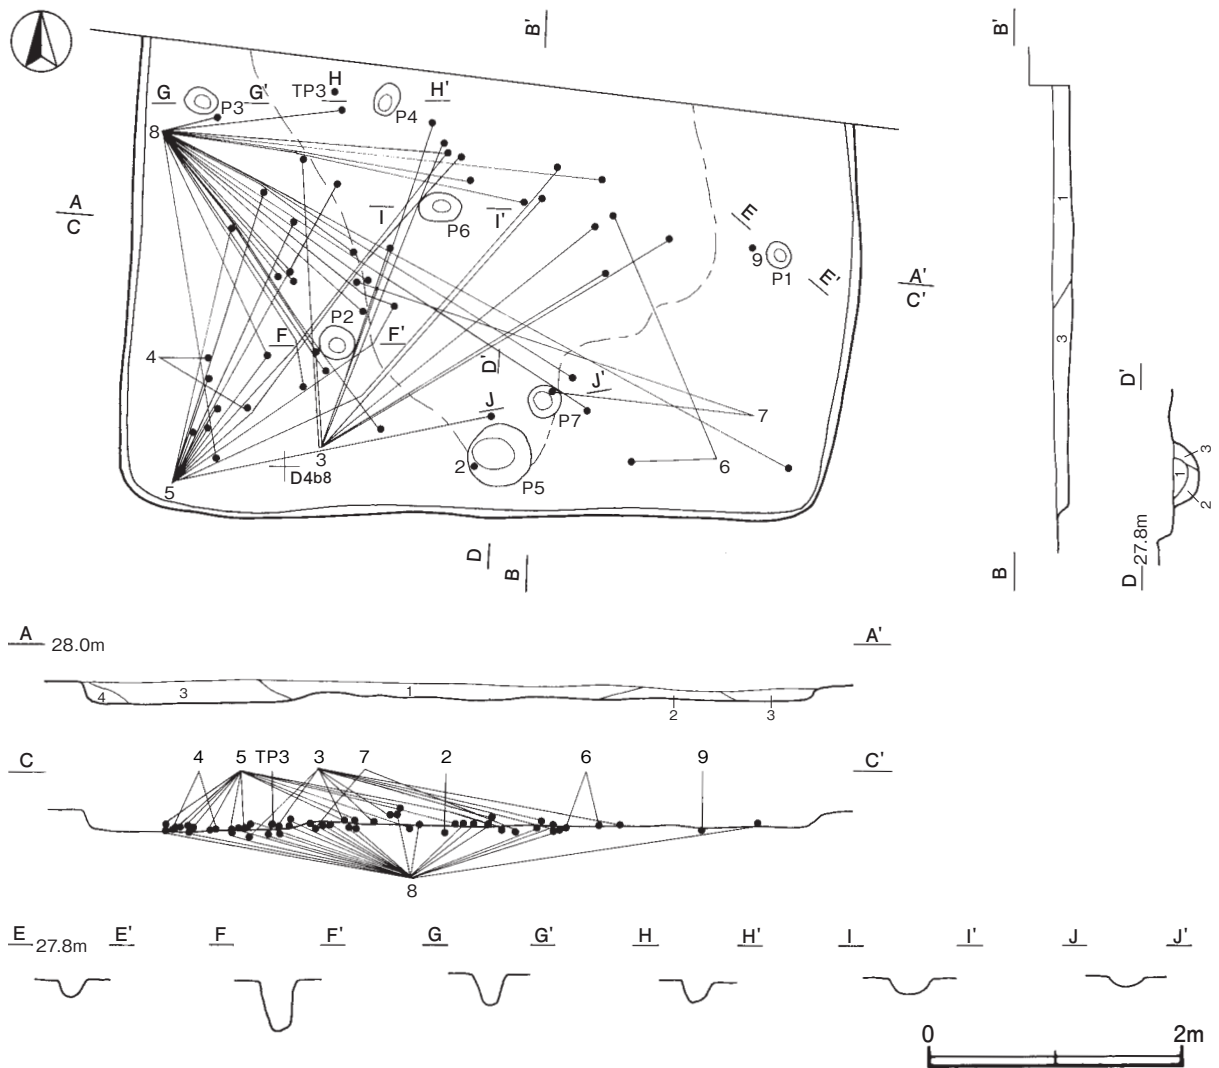 B' B'
G G' TP3 H H'
P3 P4
8
A
C
I I'
P6
E
9
P1
E'
A'
C'
1
3
P2
F F'
4
D'
J'
J
P7
7
3
2
6
D4b8
5
P5
D
B
B
D'
3
1
2
D 27.8m
A 28.0m A'
4 3 1 2 3
C 4 5 TP3 3 7 2 6 9 C'
8
E 27.8m E' F F' G G' H H' I I' J J'
0 2m